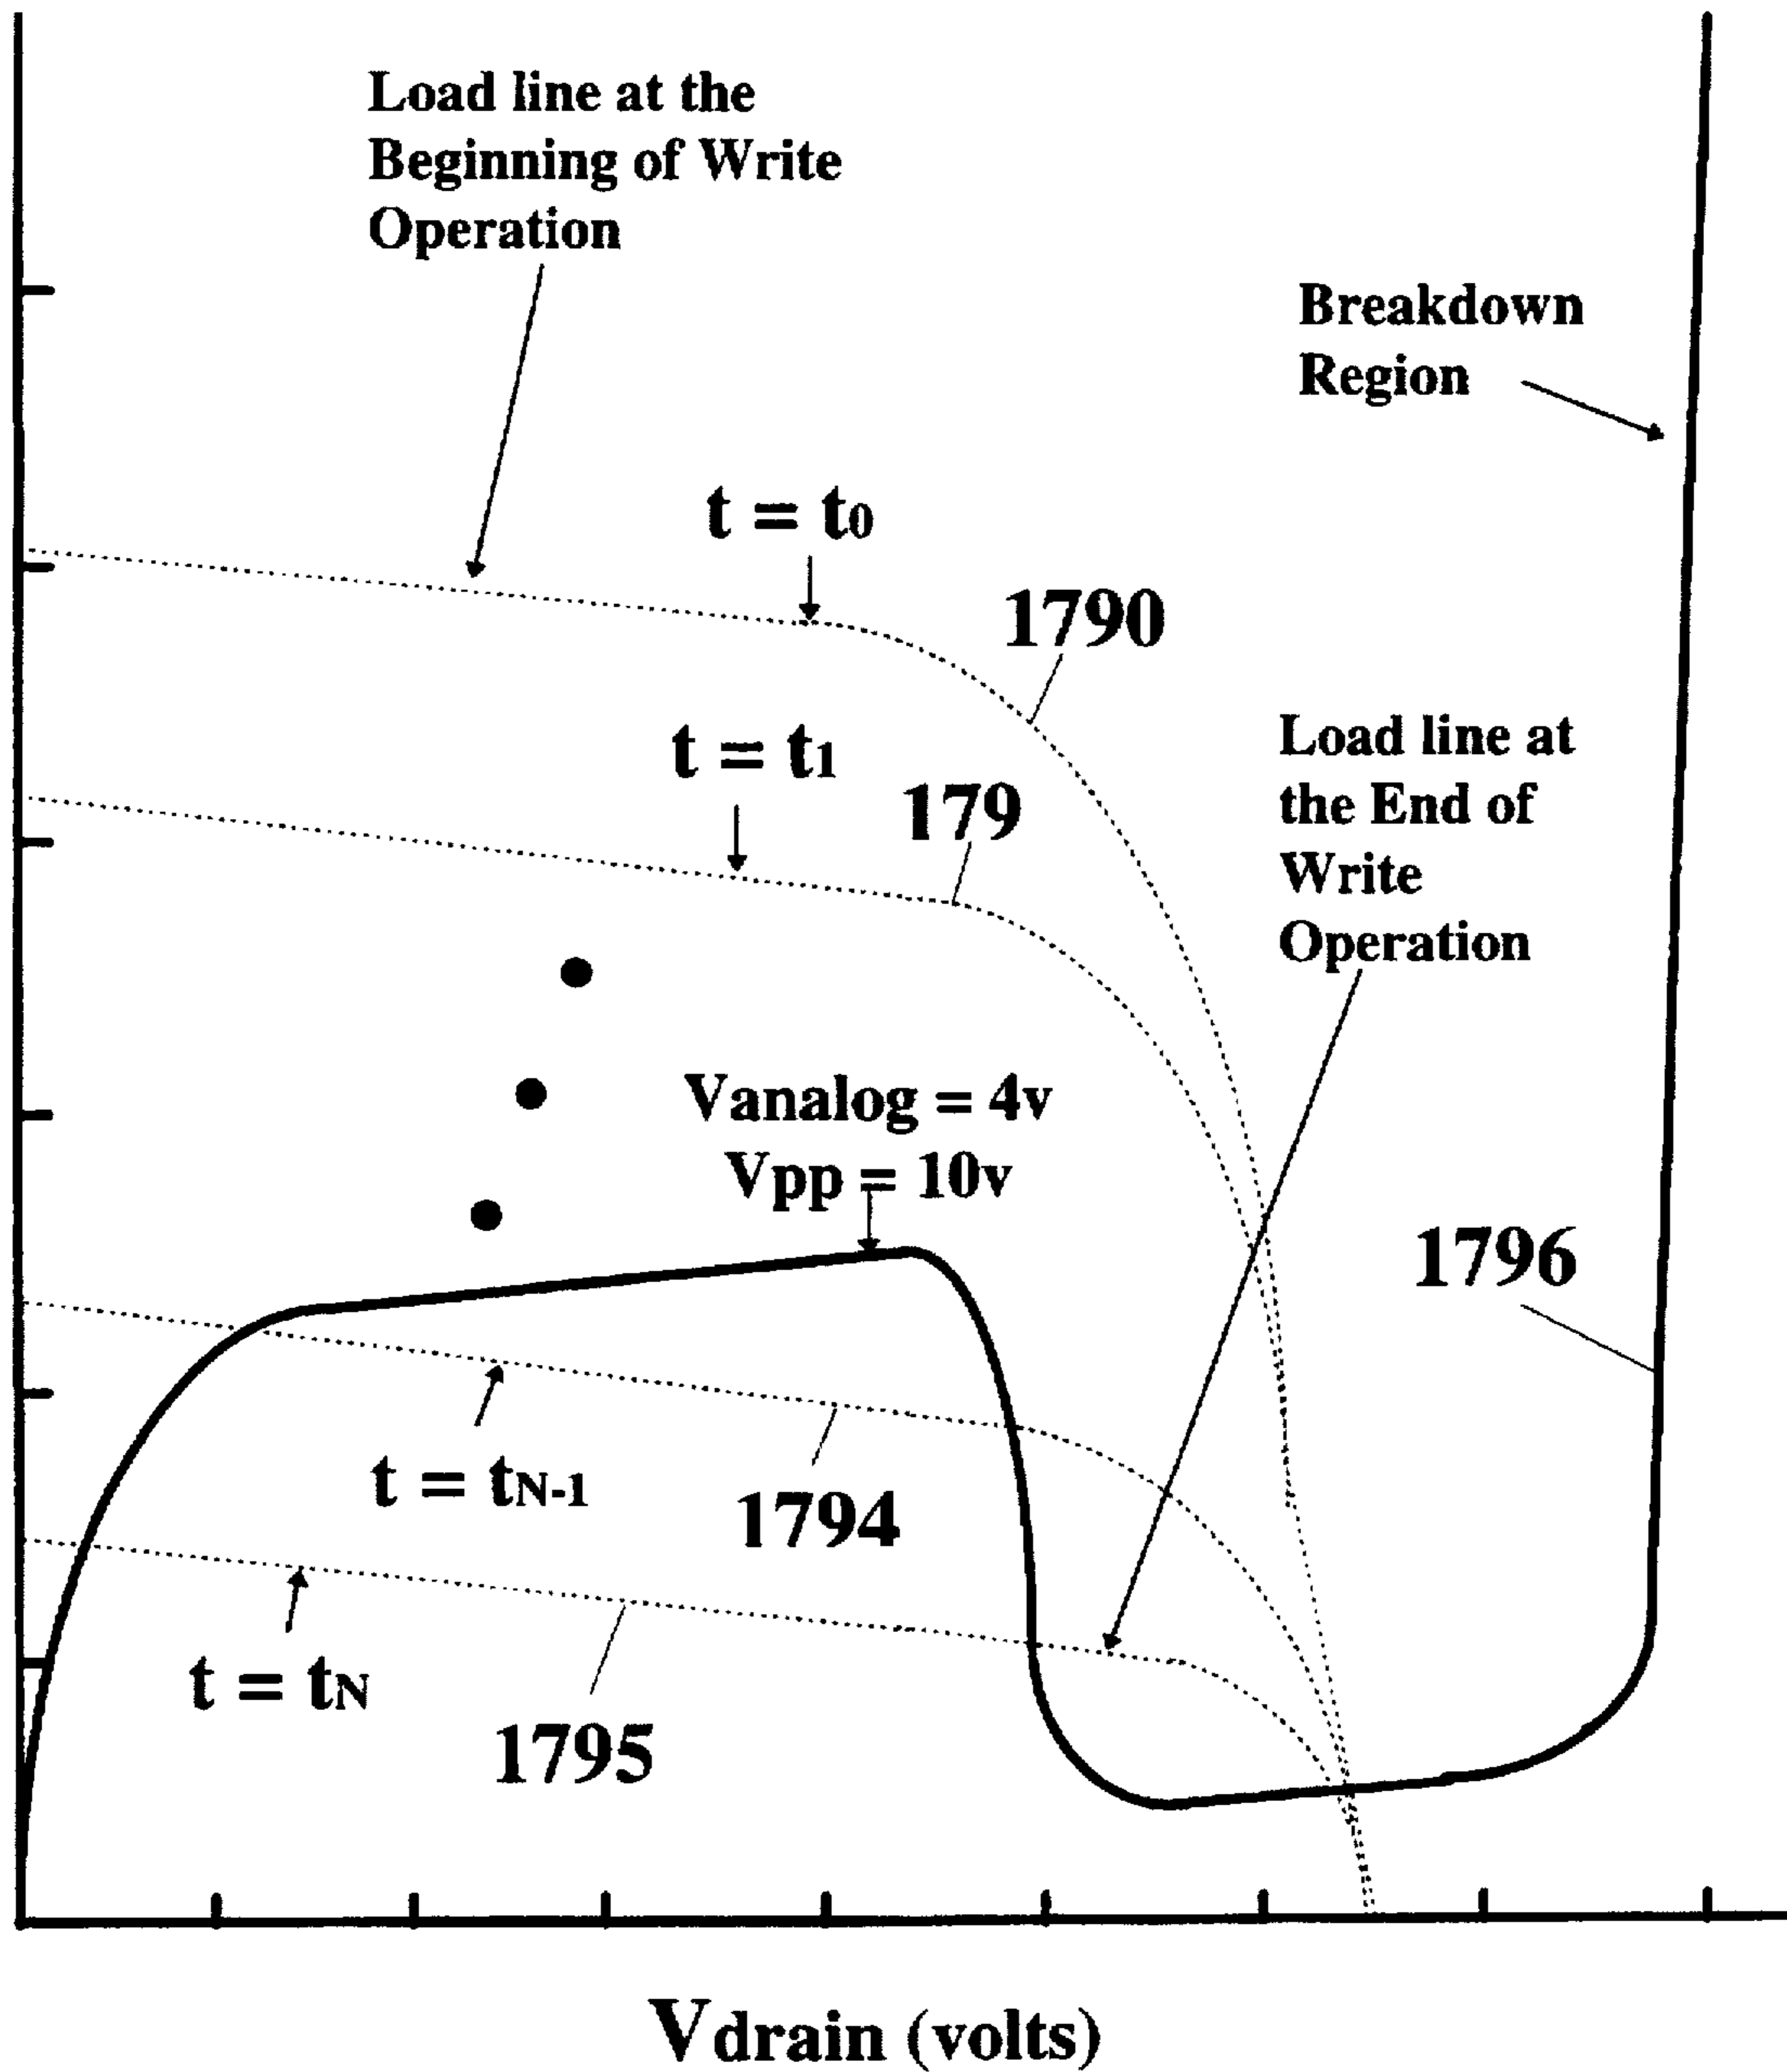 Load line at the
Beginning of Write
Operation
Breakdown
Region
t = t0
1790
t = t1
179
Load line at
the End of
Write
Operation
Vanalog = 4v
Vpp = 10v
1796
t = tN-1
1794
t = tN
1795
Vdrain (volts)